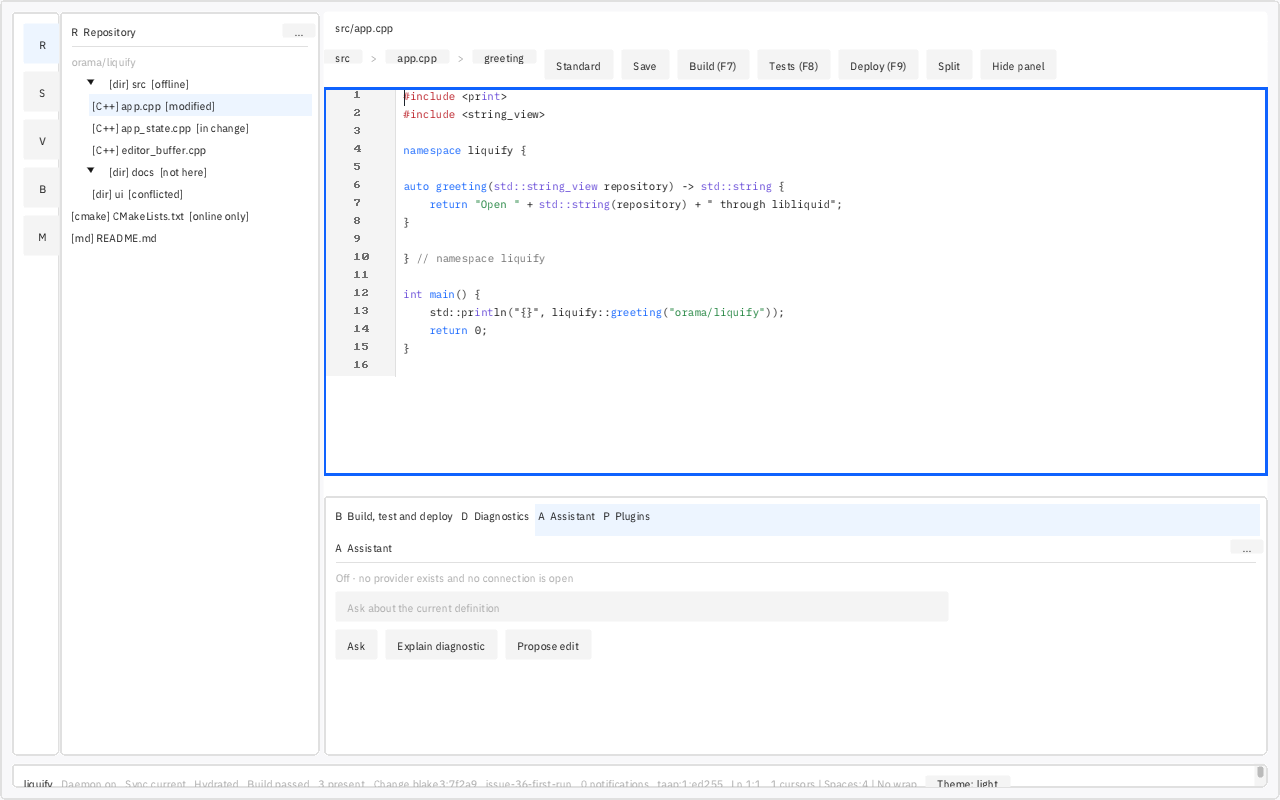 R
S
V
B
M
R Repository ...
orama/liquify
[dir] src [offline]
[C++] app.cpp [modified]
[C++] app_state.cpp [in change]
[C++] editor_buffer.cpp
[dir] docs [not here]
[dir] ui [conflicted]
[cmake] CMakeLists.txt [online only]
[md] README.md
src/app.cpp
src > app.cpp > greeting Standard Save Build (F7) Tests (F8) Deploy (F9) Split Hide panel
1 #include <print>
2 #include <string_view>
3
4 namespace liquify {
5
6 auto greeting(std::string_view repository) -> std::string {
7 return "Open " + std::string(repository) + " through libliquid";
8 }
9
10 } // namespace liquify
11
12 int main() {
13 std::println("{}", liquify::greeting("orama/liquify"));
14 return 0;
15 }
16
B Build, test and deploy D Diagnostics A Assistant P Plugins
A Assistant ...
Off - no provider exists and no connection is open
Ask about the current definition
Ask Explain diagnostic Propose edit
liquify Daemon on Sync current Hydrated Build passed 3 present Change blake3:7f2a9 issue-36-first-run 0 notifications taap:1:ed255 Ln 1:1 1 cursors | Spaces:4 | No wrap Theme: light